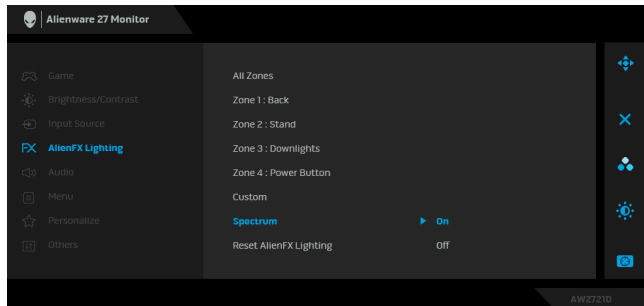 Alienware 27 Monitor
Game
Brightness/Contrast
Input Source
FX AlienFX Lighting
Audio
Menu
Personalize
Others
All Zones
Zone 1 : Back
Zone 2 : Stand
Zone 3 : Downlights
Zone 4 : Power Button
Custom
Spectrum On
Reset AlienFX Lighting Off
AW2721D